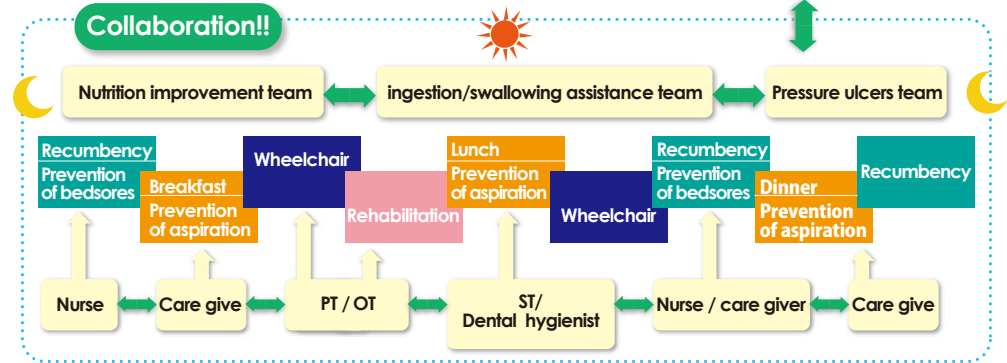 Collaboration!!
Nutrition improvement team
ingestion/swallowing assistance team
Pressure ulcers team
Recumbency
Prevention
of bedsores
Breakfast
Prevention
of aspiration
Wheelchair
Rehabilitation
Lunch
Prevention
of aspiration
Wheelchair
Recumbency
Prevention
of bedsores
Dinner
Prevention
of aspiration
Recumbency
Nurse
Care give
PT / OT
ST/
Dental hygienist
Nurse / care giver
Care give